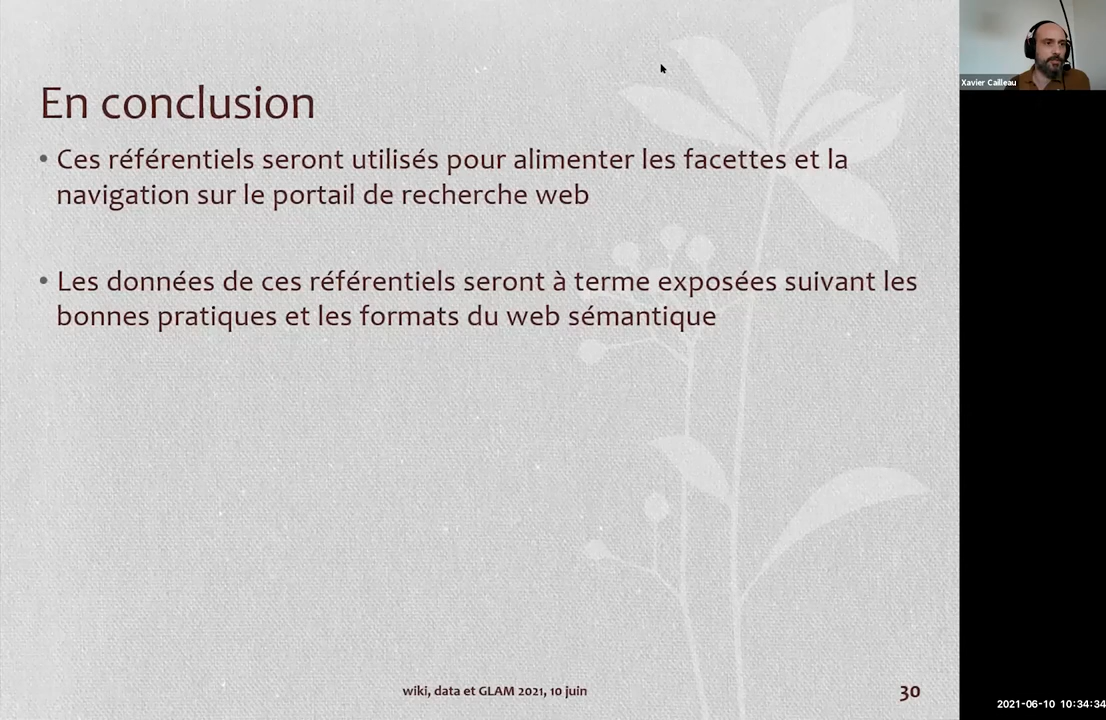 En conclusion
• Ces référentiels seront utilisés pour alimenter les facettes et la
navigation sur le portail de recherche web
• Les données de ces référentiels seront à terme exposées suivant les
bonnes pratiques et les formats du web sémantique
wiki, data et GLAM 2021, 10 juin
30
Xavier Cailleau
2021-06-10 10:34:34